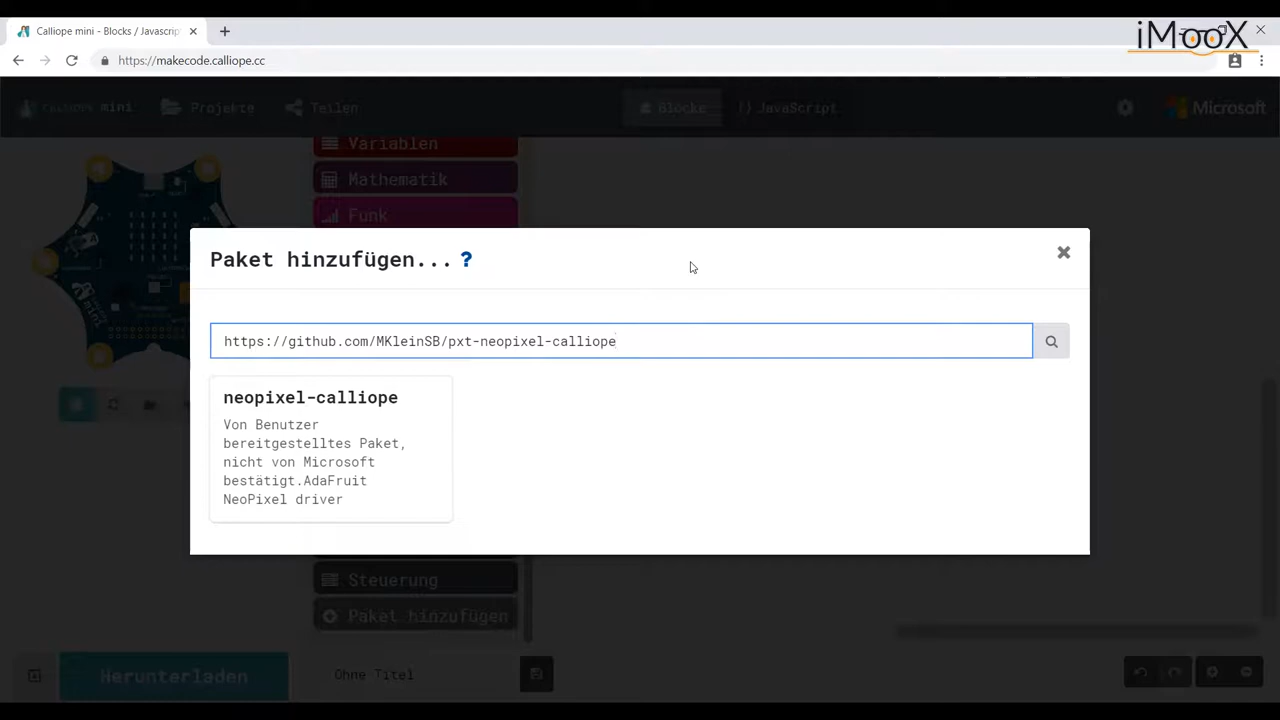 Calliope mini - Blocks / Javascrip
iMooX
https://makecode.calliope.cc
CALLIOPE mini
Projekte
Teilen
Blöcke
{} JavaScript
Microsoft
Variablen
Mathematik
Funk
Paket hinzufügen... ?
https://github.com/MKleinSB/pxt-neopixel-calliope
neopixel-calliope
Von Benutzer
bereitgestelltes Paket,
nicht von Microsoft
bestätigt.AdaFruit
NeoPixel driver
Steuerung
Paket hinzufügen
Herunterladen
Ohne Titel